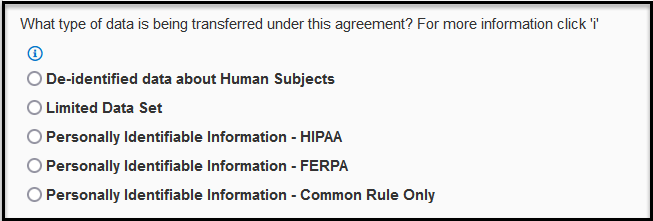 What type of data is being transferred under this agreement? For more information click 'i'
i
De-identified data about Human Subjects
Limited Data Set
Personally Identifiable Information - HIPAA
Personally Identifiable Information - FERPA
Personally Identifiable Information - Common Rule Only